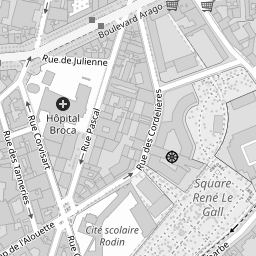 Boulevard Arago
Rue de Julienne
Hôpital
Broca
Rue Pascal
Rue des Cordelières
Rue Corvisart
Rue des Tanneries
Square
René Le
Gall
Cité scolaire
Rodin
de l'Alouette